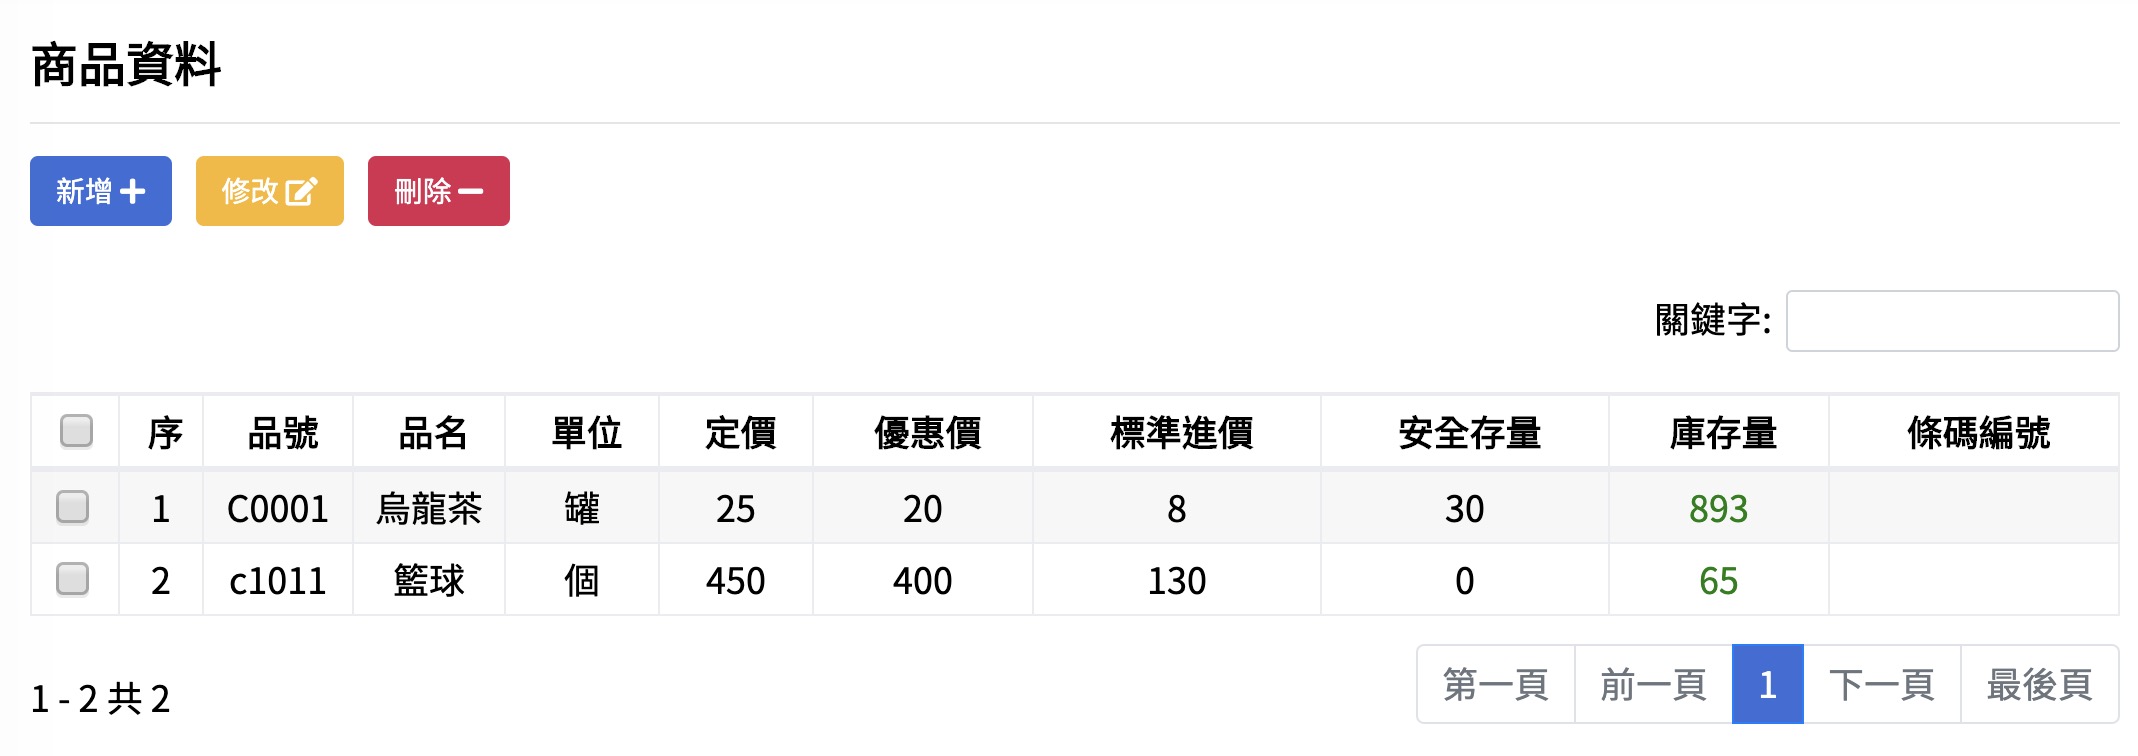 商品資料
新增 修改 刪除
關鍵字:
序 品號 品名 單位 定價 優惠價 標準進價 安全存量 庫存量 條碼編號
1 C0001 烏龍茶 罐 25 20 8 30 893
2 c1011 籃球 個 450 400 130 0 65
1 - 2 共 2
第一頁 前一頁 1 下一頁 最後頁